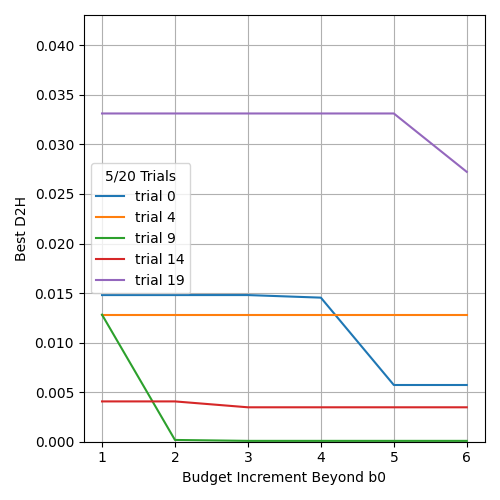 0.040
0.035
0.030
0.025
0.020
0.015
0.010
0.005
0.000
Best D2H
5/20 Trials
trial 0
trial 4
trial 9
trial 14
trial 19
1 2 3 4 5 6
Budget Increment Beyond b0